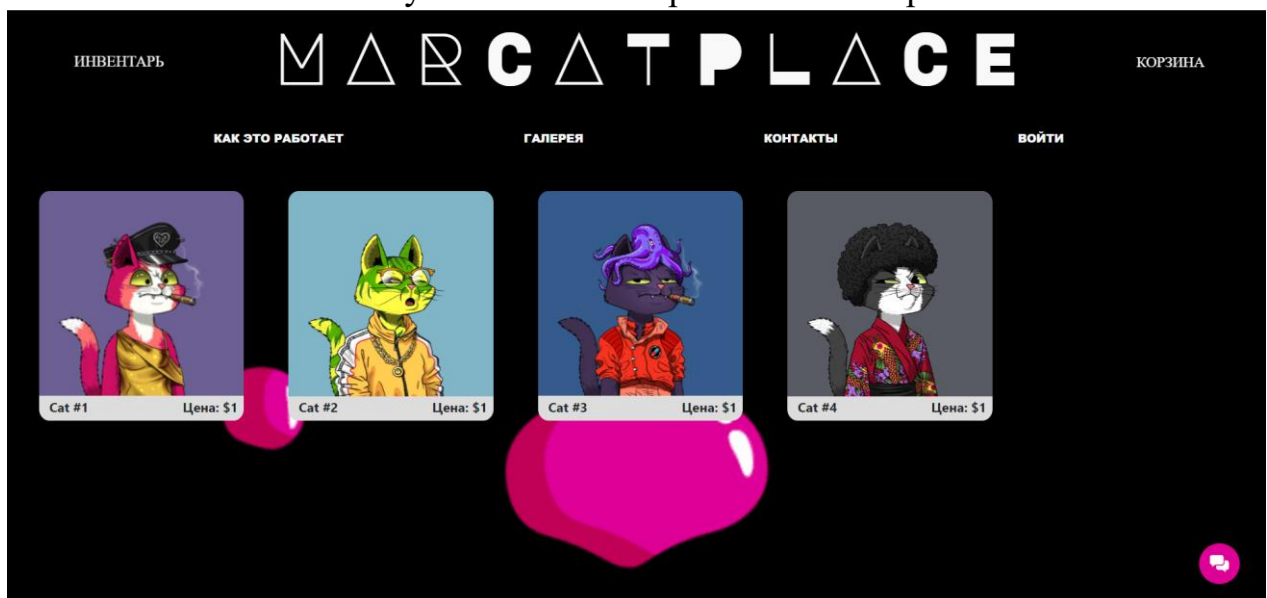 ИНВЕНТАРЬ
MARCATPLACE
КОРЗИНА
КАК ЭТО РАБОТАЕТ ГАЛЕРЕЯ КОНТАКТЫ ВОЙТИ
Cat #1 Цена: $1
Cat #2 Цена: $1
Cat #3 Цена: $1
Cat #4 Цена: $1